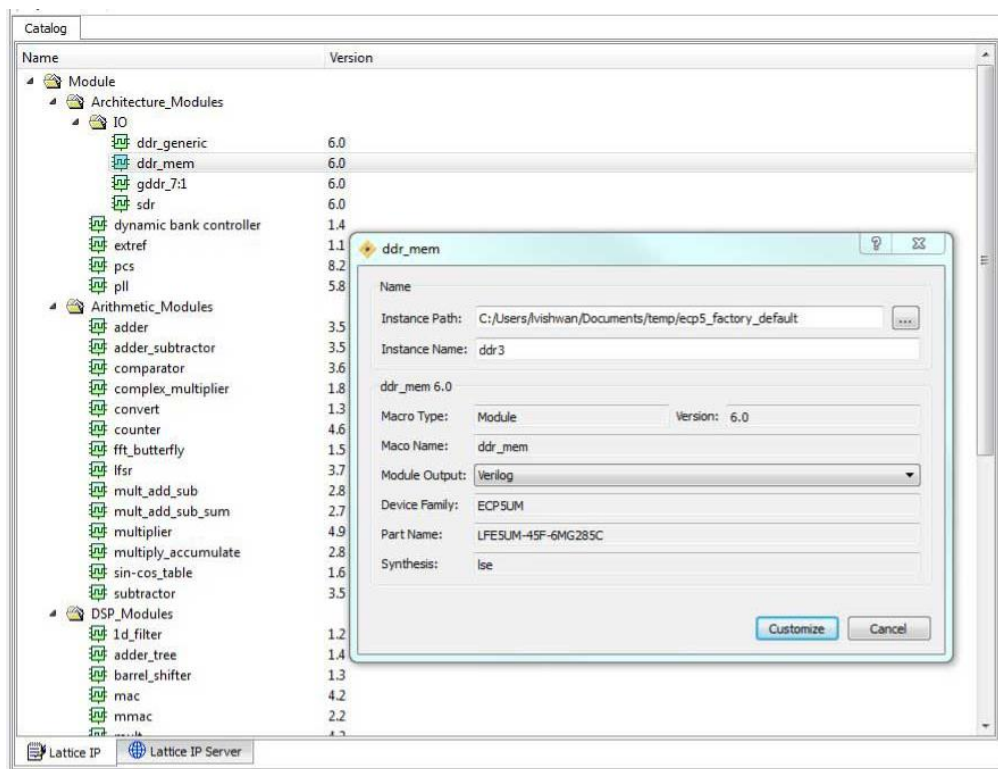 Catalog
Name Version
Module
Architecture_Modules
IO
ddr_generic 6.0
ddr_mem 6.0
gddr_7:1 6.0
sdr 6.0
dynamic bank controller 1.4
extref 1.1
pcs 8.2
pll 5.8
Arithmetic_Modules
adder 3.5
adder_subtractor 3.5
comparator 3.6
complex_multiplier 1.8
convert 1.3
counter 4.6
fft_butterfly 1.5
lfsr 3.7
mult_add_sub 2.8
mult_add_sub_sum 2.7
multiplier 4.9
multiply_accumulate 2.8
sin-cos_table 1.6
subtractor 3.5
DSP_Modules
1d_filter 1.2
adder_tree 1.4
barrel_shifter 1.3
mac 4.2
mmac 2.2
ddr_mem
Name
Instance Path: C:/Users/lvishwan/Documents/temp/ecp5_factory_default ...
Instance Name: ddr3
ddr_mem 6.0
Macro Type: Module Version: 6.0
Maco Name: ddr_mem
Module Output: Verilog
Device Family: ECP5UM
Part Name: LFE5UM-45F-6MG285C
Synthesis: lse
Customize Cancel
Lattice IP Lattice IP Server